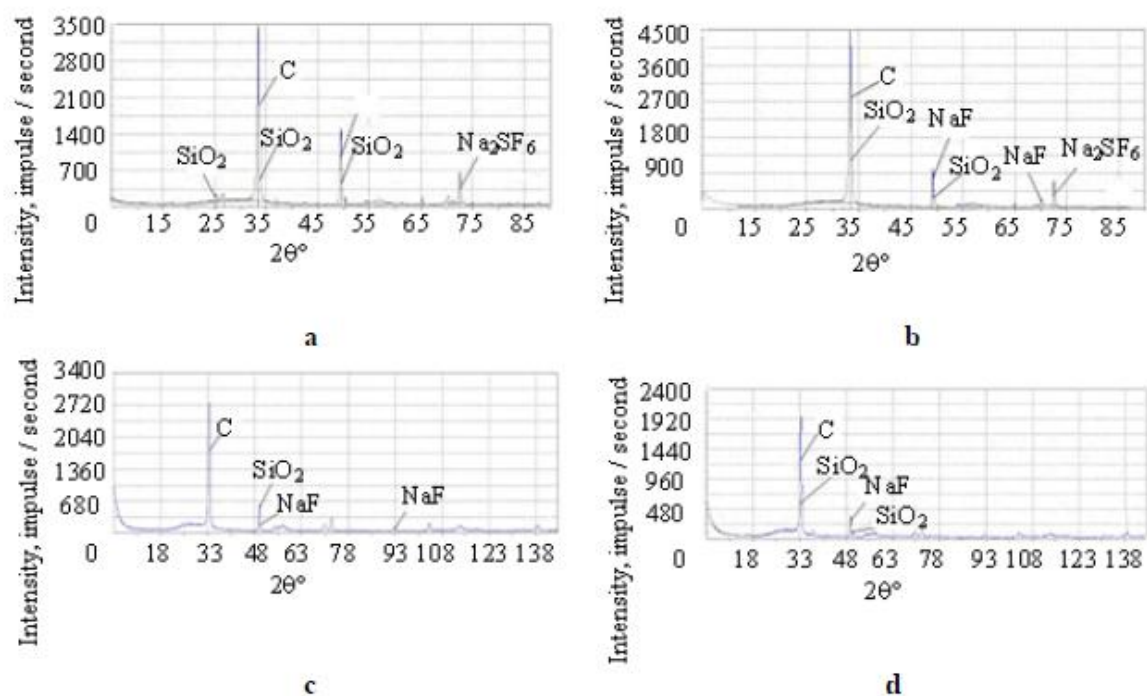 Intensity, impulse / second
3500
2800
2100
1400
700
0
C
SiO2
SiO2
SiO2
Na2SF6
15 25 35 45 55 65 75 85
2θ°
a
Intensity, impulse / second
4500
3600
2700
1800
900
0
C
SiO2
NaF
SiO2
NaF
Na2SF6
15 25 35 45 55 65 75 85
2θ°
b
Intensity, impulse / second
3400
2720
2040
1360
680
0
C
SiO2
NaF
NaF
18 33 48 63 78 93 108 123 138
2θ°
c
Intensity, impulse / second
2400
1920
1440
960
480
0
C
SiO2
NaF
SiO2
18 33 48 63 78 93 108 123 138
2θ°
d